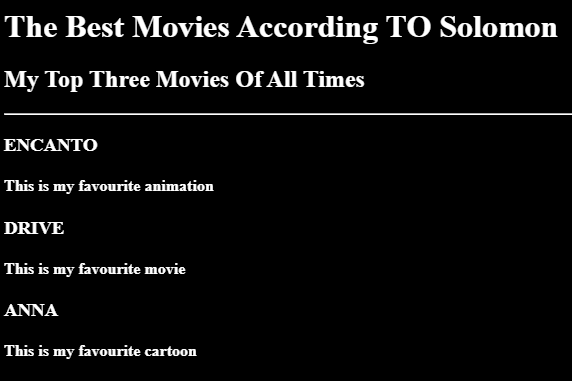 The Best Movies According TO Solomon
My Top Three Movies Of All Times
ENCANTO
This is my favourite animation
DRIVE
This is my favourite movie
ANNA
This is my favourite cartoon